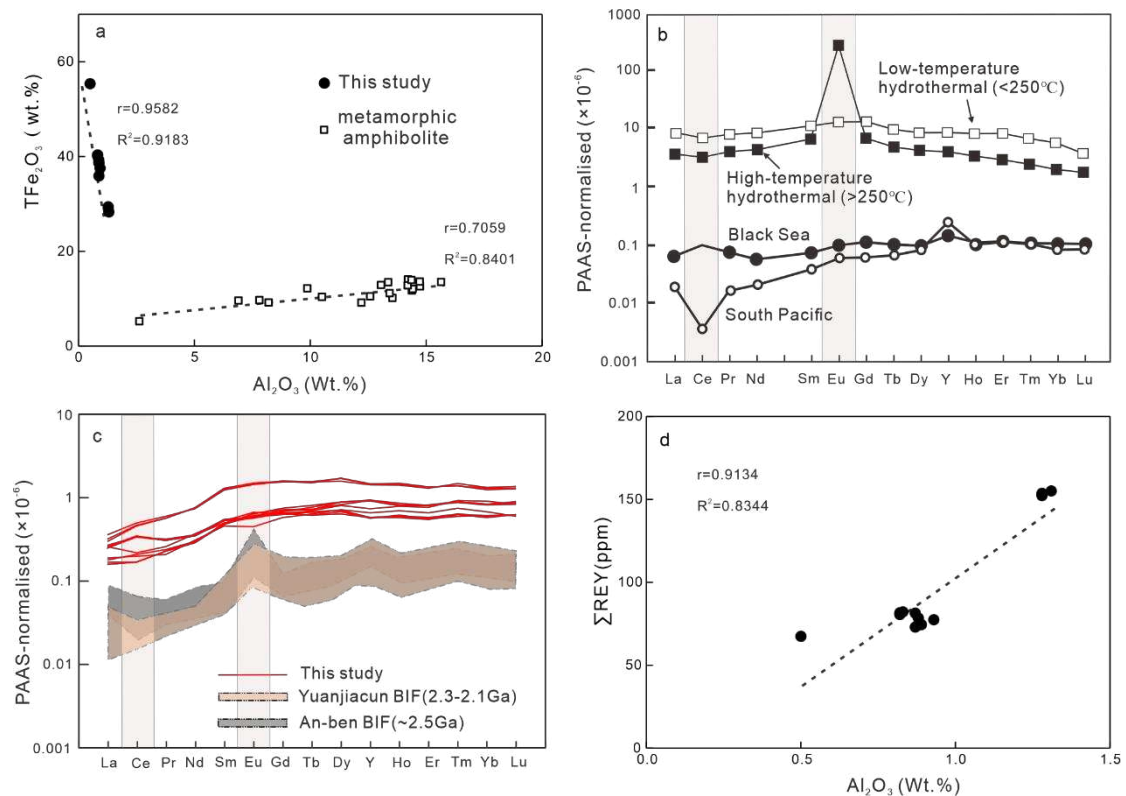 a
TFe₂O₃ (wt.%)
60
40
20
0
r=0.9582
R²=0.9183
This study
metamorphic
amphibolite
r=0.7059
R²=0.8401
0
5
10
15
20
Al₂O₃ (Wt.%)
b
PAAS-normalised (×10⁻⁶)
1000
100
10
1
0.1
0.01
0.001
Low-temperature
hydrothermal (<250℃)
High-temperature
hydrothermal (>250℃)
Black Sea
South Pacific
La Ce Pr Nd Sm Eu Gd Tb Dy Y Ho Er Tm Yb Lu
c
PAAS-normalised (×10⁻⁶)
10
1
0.1
0.01
0.001
This study
Yuanjiacun BIF(2.3-2.1Ga)
An-ben BIF(~2.5Ga)
La Ce Pr Nd Sm Eu Gd Tb Dy Y Ho Er Tm Yb Lu
d
∑REY(ppm)
200
150
100
50
0
r=0.9134
R²=0.8344
0.0
0.5
1.0
1.5
Al₂O₃ (Wt.%)